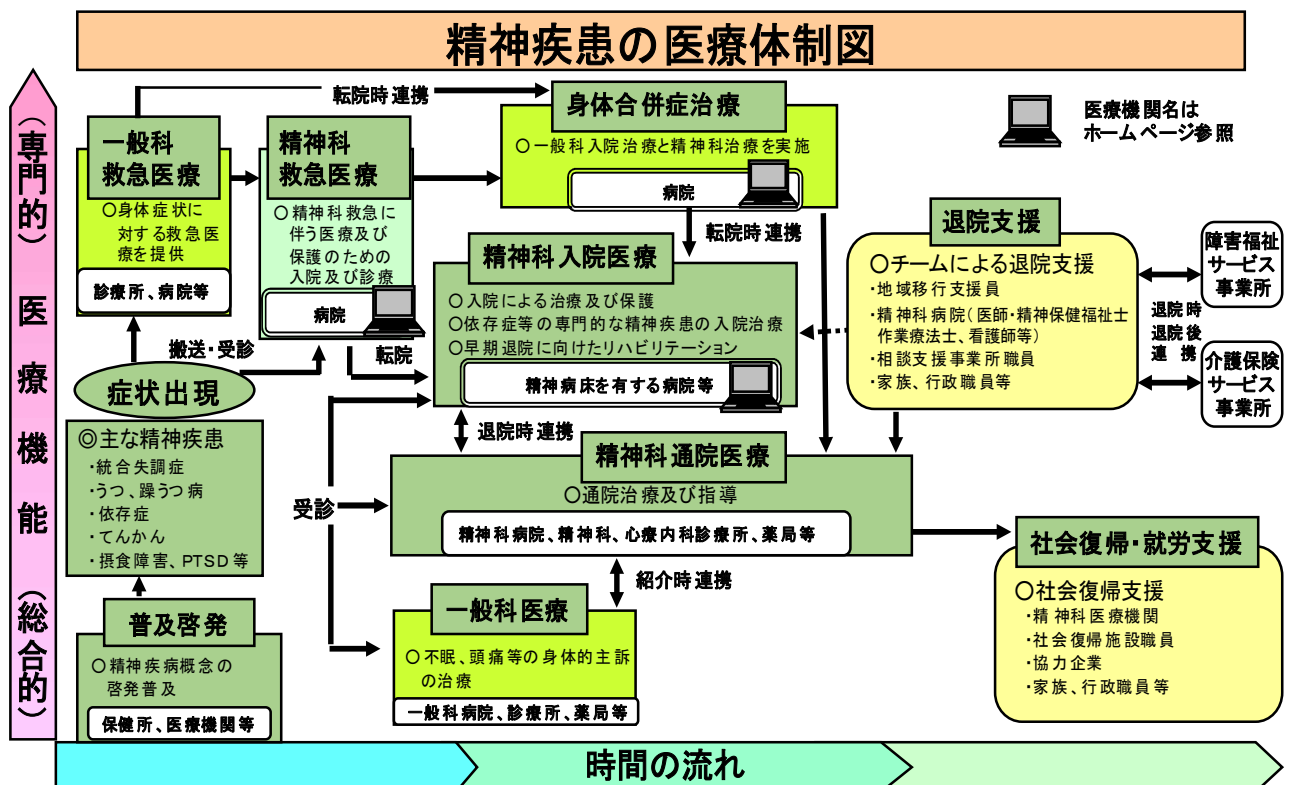 精神疾患の医療体制図
(専門的) 医療機能 (総合的)
医療機関名は
ホームページ参照
転院時連携
一般科
救急医療
○身体症状に
対する救急医
療を提供
診療所、病院等
精神科
救急医療
○精神科救急に
伴う医療及び
保護のための
入院及び診療
病院
身体合併症治療
○一般科入院治療と精神科治療を実施
病院
転院時連携
搬送・受診
転院
症状出現
◎主な精神疾患
・統合失調症
・うつ、躁うつ病
・依存症
・てんかん
・摂食障害、PTSD等
普及啓発
○精神疾病概念の
啓発普及
保健所、医療機関等
精神科入院医療
○入院による治療及び保護
○依存症等の専門的な精神疾患の入院治療
○早期退院に向けたリハビリテーション
精神病床を有する病院等
退院時連携
受診
精神科通院医療
○通院治療及び指導
精神科病院、精神科、心療内科診療所、薬局等
紹介時連携
一般科医療
○不眠、頭痛等の身体的主訴
の治療
一般科病院、診療所、薬局等
退院支援
○チームによる退院支援
・地域移行支援員
・精神科病院(医師・精神保健福祉士
作業療法士、看護師等)
・相談支援事業所職員
・家族、行政職員等
障害福祉
サービス
事業所
退院時
退院後
連携
介護保険
サービス
事業所
社会復帰・就労支援
○社会復帰支援
・精神科医療機関
・社会復帰施設職員
・協力企業
・家族、行政職員等
時間の流れ